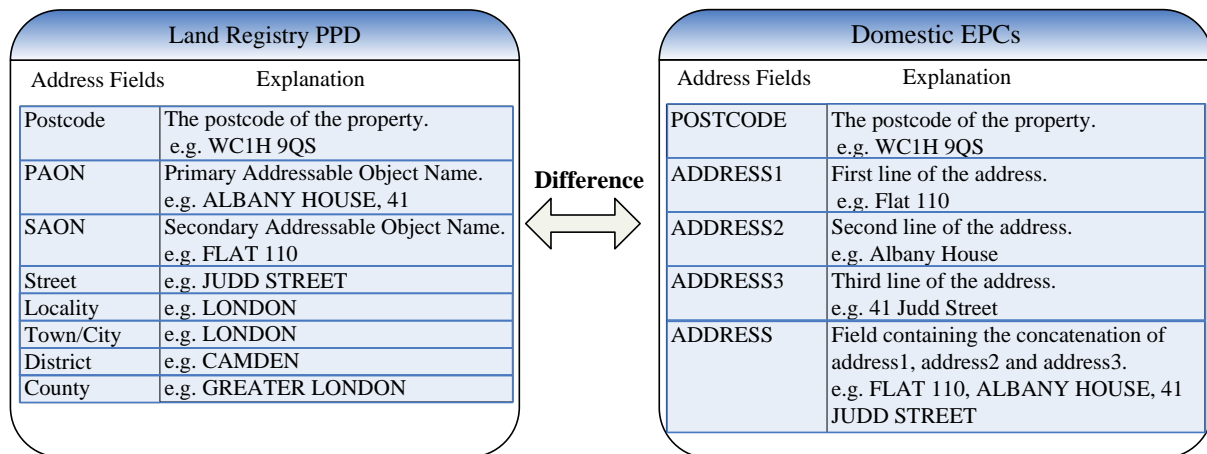 Land Registry PPD
Address Fields Explanation
Postcode The postcode of the property.
e.g. WC1H 9QS
PAON Primary Addressable Object Name.
e.g. ALBANY HOUSE, 41
SAON Secondary Addressable Object Name.
e.g. FLAT 110
Street e.g. JUDD STREET
Locality e.g. LONDON
Town/City e.g. LONDON
District e.g. CAMDEN
County e.g. GREATER LONDON
Difference
Domestic EPCs
Address Fields Explanation
POSTCODE The postcode of the property.
e.g. WC1H 9QS
ADDRESS1 First line of the address.
e.g. Flat 110
ADDRESS2 Second line of the address.
e.g. Albany House
ADDRESS3 Third line of the address.
e.g. 41 Judd Street
ADDRESS Field containing the concatenation of
address1, address2 and address3.
e.g. FLAT 110, ALBANY HOUSE, 41
JUDD STREET